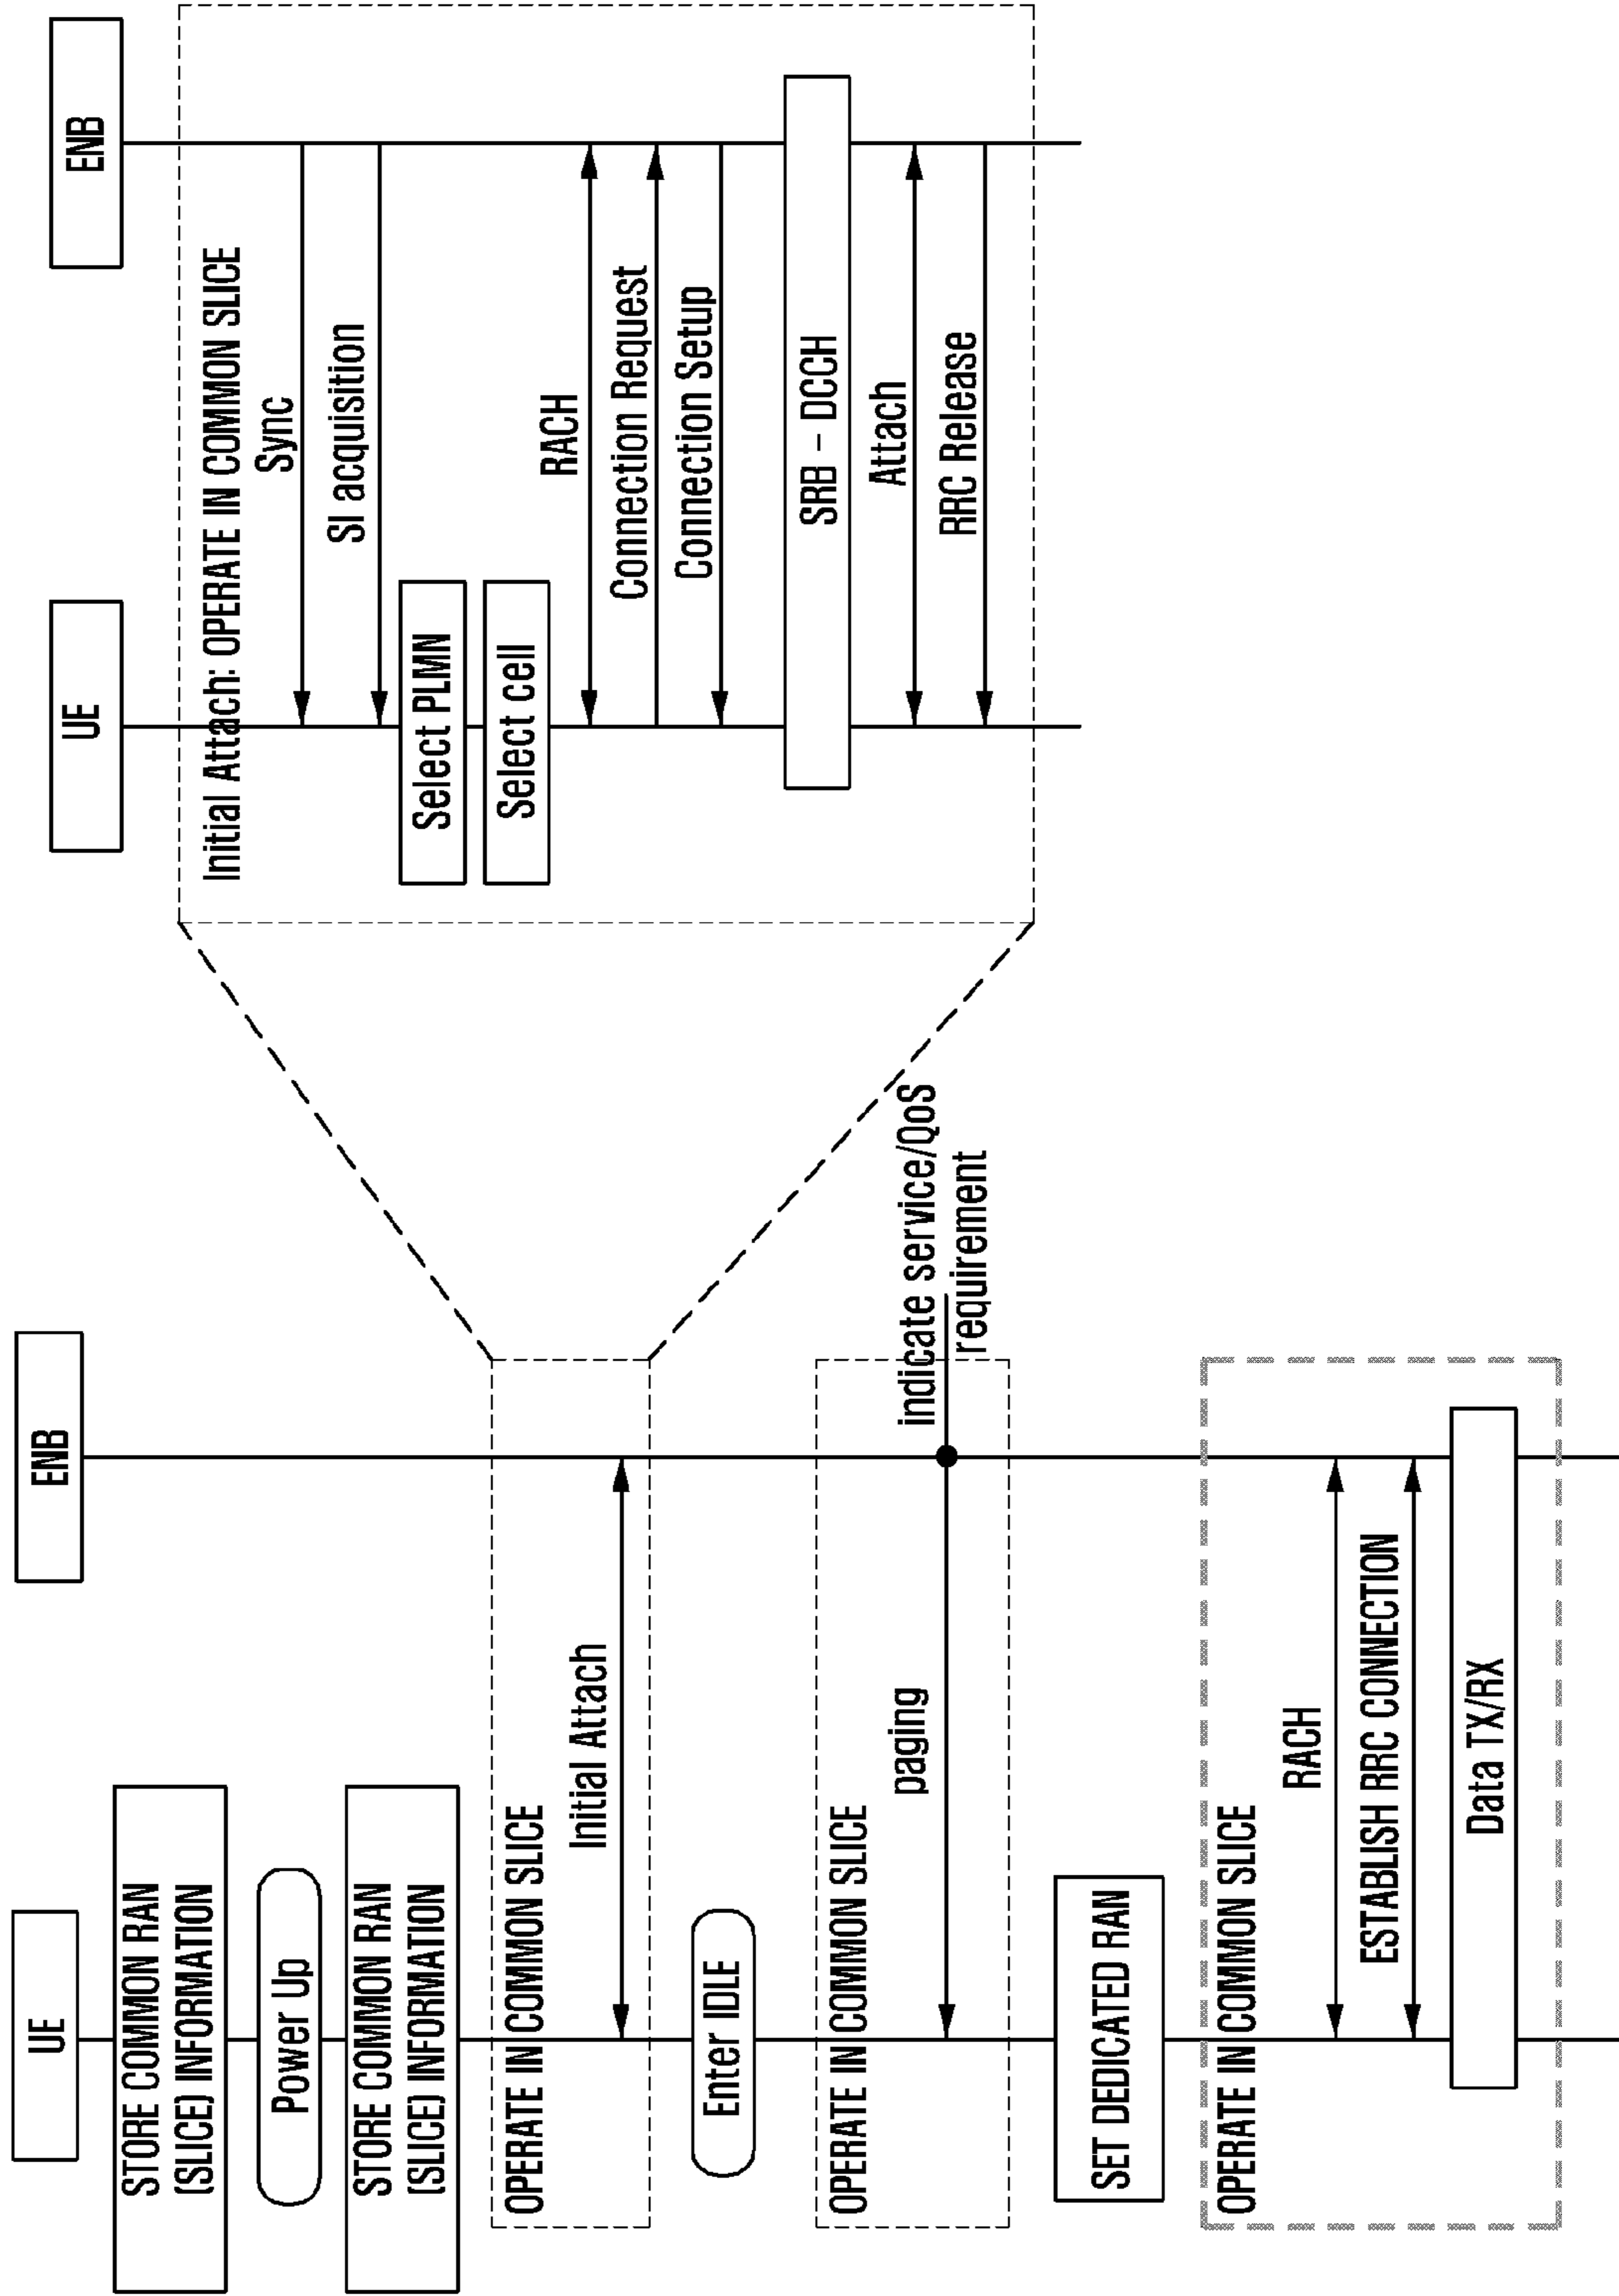 UE
ENB
STORE COMMON RAN
(SLICE) INFORMATION
Power Up
STORE COMMON RAN
(SLICE) INFORMATION
OPERATE IN COMMON SLICE
Initial Attach
Enter IDLE
OPERATE IN COMMON SLICE
paging
indicate service/QoS
requirement
SET DEDICATED RAN
OPERATE IN COMMON SLICE
RACH
ESTABLISH RRC CONNECTION
Data TX/RX
UE
ENB
Initial Attach: OPERATE IN COMMON SLICE
Sync
SI acquisition
Select PLMN
Select cell
RACH
Connection Request
Connection Setup
SRB – DCCH
Attach
RRC Release